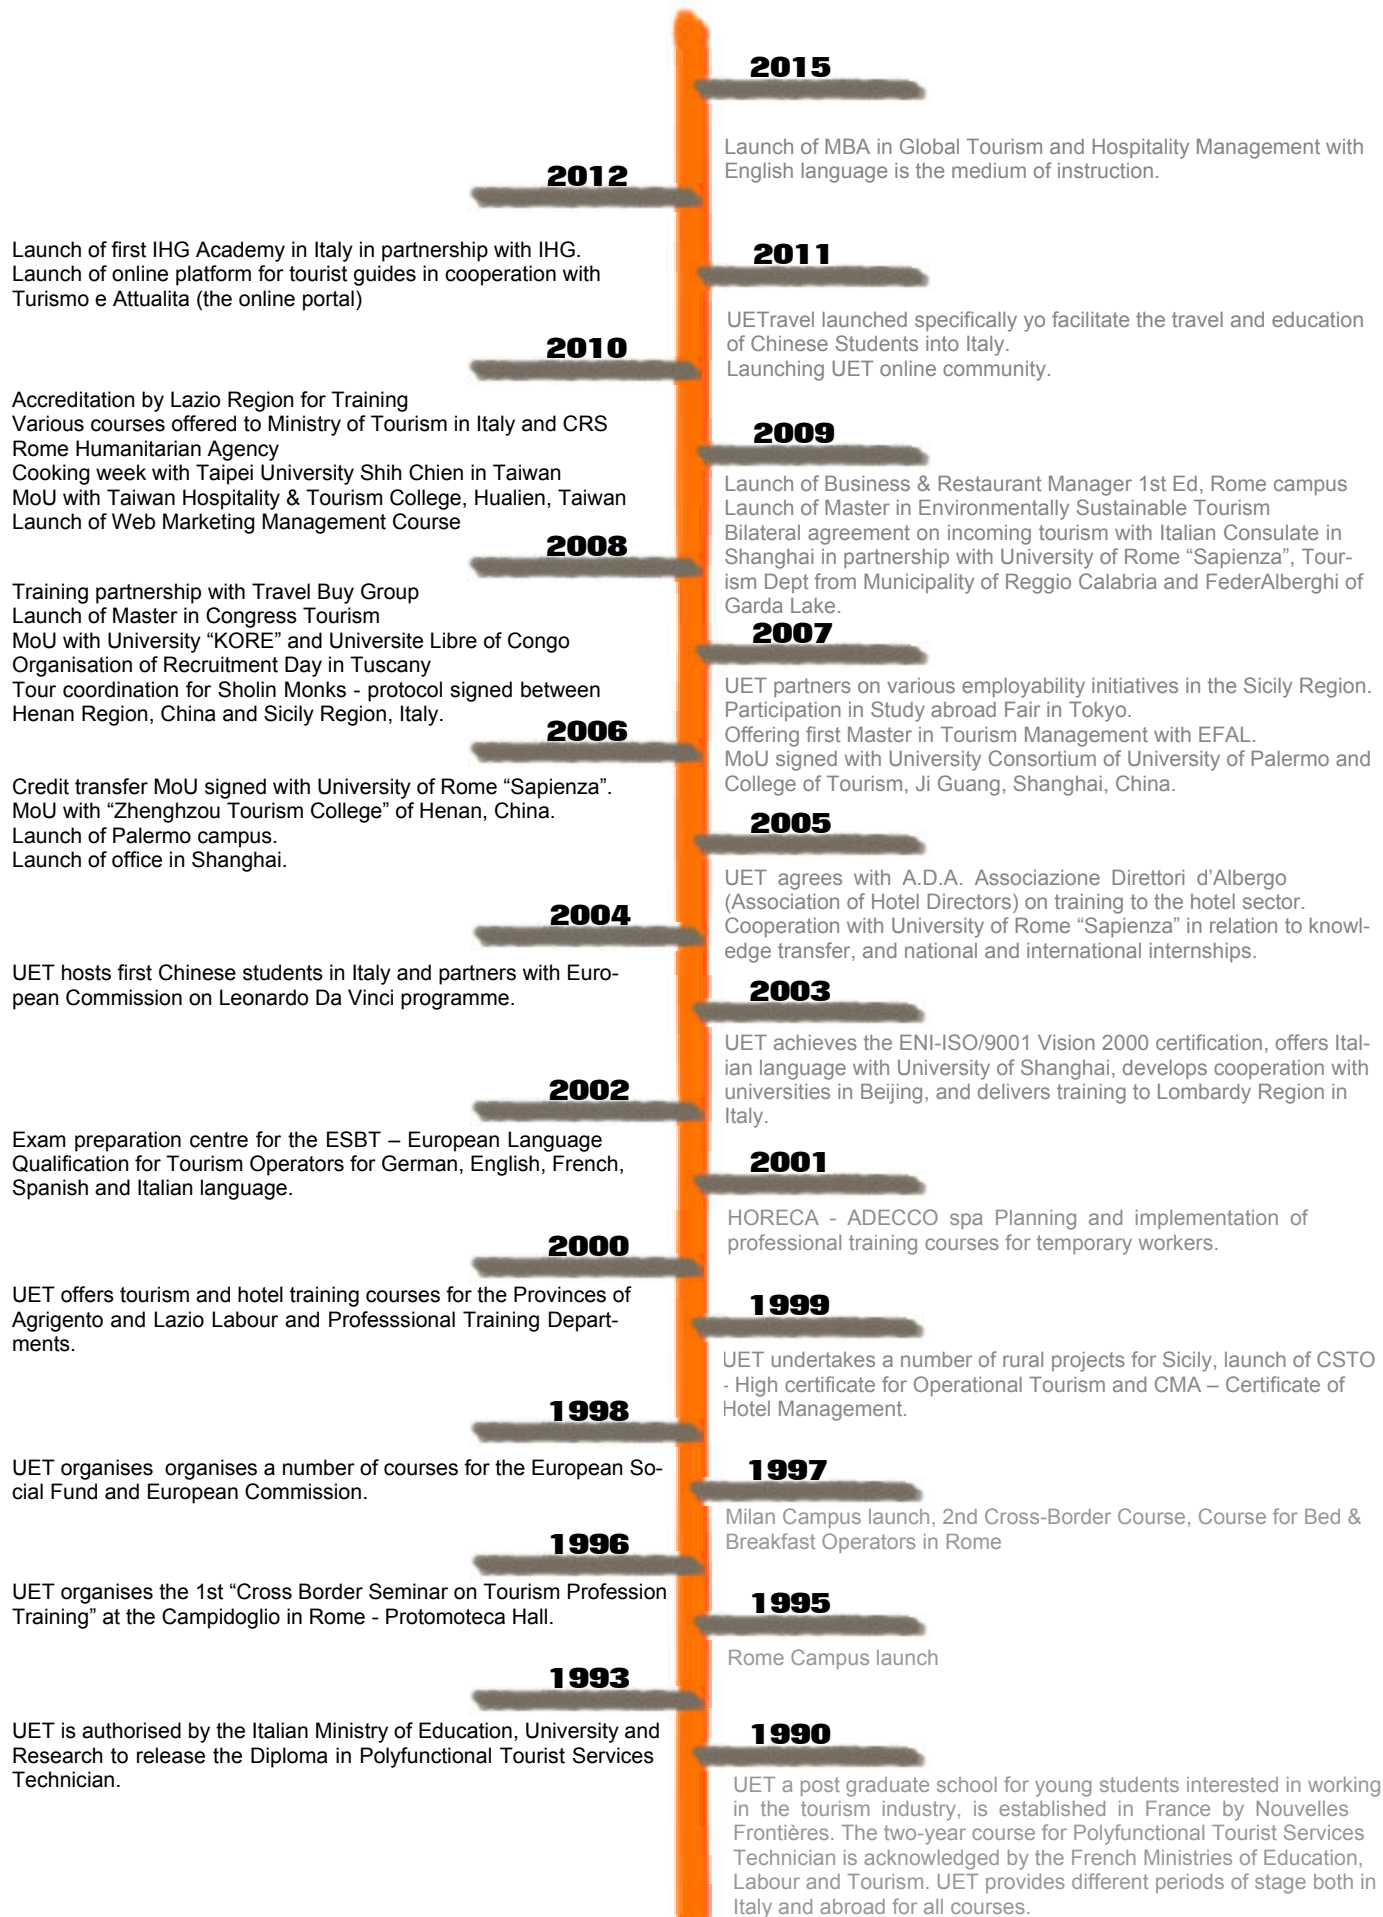 2015
Launch of MBA in Global Tourism and Hospitality Management with
English language is the medium of instruction.
2012
Launch of first IHG Academy in Italy in partnership with IHG.
Launch of online platform for tourist guides in cooperation with
Turismo e Attualita (the online portal)
2011
UETravel launched specifically yo facilitate the travel and education
of Chinese Students into Italy.
Launching UET online community.
2010
Accreditation by Lazio Region for Training
Various courses offered to Ministry of Tourism in Italy and CRS
Rome Humanitarian Agency
Cooking week with Taipei University Shih Chien in Taiwan
MoU with Taiwan Hospitality & Tourism College, Hualien, Taiwan
Launch of Web Marketing Management Course
2009
Launch of Business & Restaurant Manager 1st Ed, Rome campus
Launch of Master in Environmentally Sustainable Tourism
Bilateral agreement on incoming tourism with Italian Consulate in
Shanghai in partnership with University of Rome “Sapienza”, Tour-
ism Dept from Municipality of Reggio Calabria and FederAlberghi of
Garda Lake.
2008
Training partnership with Travel Buy Group
Launch of Master in Congress Tourism
MoU with University “KORE” and Universite Libre of Congo
Organisation of Recruitment Day in Tuscany
Tour coordination for Sholin Monks - protocol signed between
Henan Region, China and Sicily Region, Italy.
2007
UET partners on various employability initiatives in the Sicily Region.
Participation in Study abroad Fair in Tokyo.
Offering first Master in Tourism Management with EFAL.
MoU signed with University Consortium of University of Palermo and
College of Tourism, Ji Guang, Shanghai, China.
2006
Credit transfer MoU signed with University of Rome “Sapienza”.
MoU with “Zhenghzou Tourism College” of Henan, China.
Launch of Palermo campus.
Launch of office in Shanghai.
2005
UET agrees with A.D.A. Associazione Direttori d’Albergo
(Association of Hotel Directors) on training to the hotel sector.
Cooperation with University of Rome “Sapienza” in relation to knowl-
edge transfer, and national and international internships.
2004
UET hosts first Chinese students in Italy and partners with Euro-
pean Commission on Leonardo Da Vinci programme.
2003
UET achieves the ENI-ISO/9001 Vision 2000 certification, offers Ital-
ian language with University of Shanghai, develops cooperation with
universities in Beijing, and delivers training to Lombardy Region in
Italy.
2002
Exam preparation centre for the ESBT – European Language
Qualification for Tourism Operators for German, English, French,
Spanish and Italian language.
2001
HORECA - ADECCO spa Planning and implementation of
professional training courses for temporary workers.
2000
UET offers tourism and hotel training courses for the Provinces of
Agrigento and Lazio Labour and Professsional Training Depart-
ments.
1999
UET undertakes a number of rural projects for Sicily, launch of CSTO
- High certificate for Operational Tourism and CMA – Certificate of
Hotel Management.
1998
UET organises organises a number of courses for the European So-
cial Fund and European Commission.
1997
Milan Campus launch, 2nd Cross-Border Course, Course for Bed &
Breakfast Operators in Rome
1996
UET organises the 1st “Cross Border Seminar on Tourism Profession
Training” at the Campidoglio in Rome - Protomoteca Hall.
1995
Rome Campus launch
1993
UET is authorised by the Italian Ministry of Education, University and
Research to release the Diploma in Polyfunctional Tourist Services
Technician.
1990
UET a post graduate school for young students interested in working
in the tourism industry, is established in France by Nouvelles
Frontières. The two-year course for Polyfunctional Tourist Services
Technician is acknowledged by the French Ministries of Education,
Labour and Tourism. UET provides different periods of stage both in
Italy and abroad for all courses.